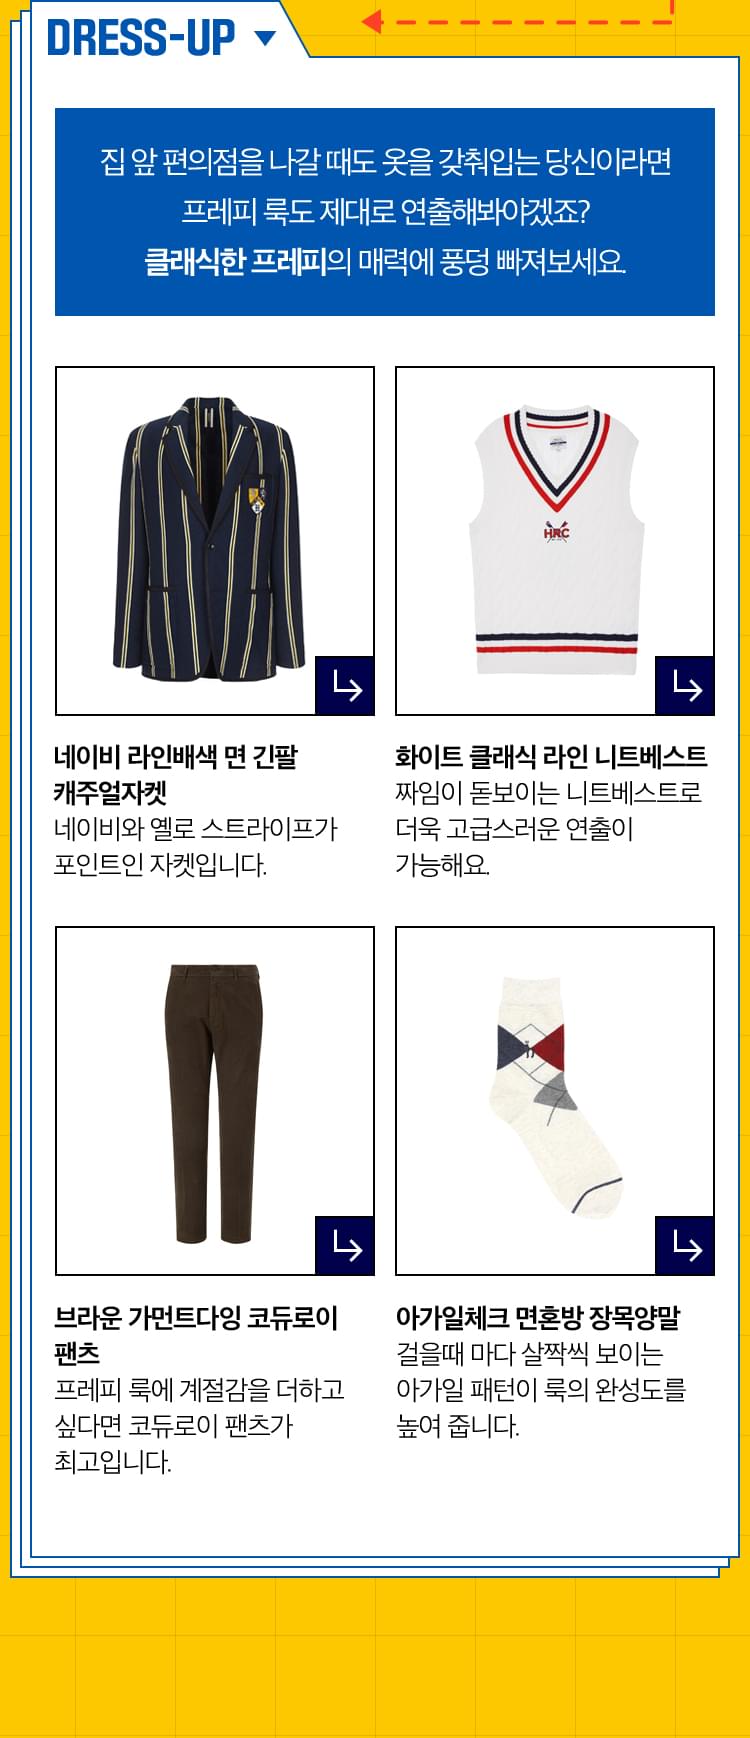 DRESS-UP
집 앞 편의점을 나갈 때도 옷을 갖춰입는 당신이라면
프레피 룩도 제대로 연출해봐야겠죠?
클래식한 프레피의 매력에 풍덩 빠져보세요.
HRC
네이비 라인배색 면 긴팔
캐주얼자켓
네이비와 옐로 스트라이프가
포인트인 자켓입니다.
화이트 클래식 라인 니트베스트
짜임이 돋보이는 니트베스트로
더욱 고급스러운 연출이
가능해요.
브라운 가먼트다잉 코듀로이
팬츠
프레피 룩에 계절감을 더하고
싶다면 코듀로이 팬츠가
최고입니다.
아가일체크 면혼방 장목양말
걸을때 마다 살짝씩 보이는
아가일 패턴이 룩의 완성도를
높여 줍니다.